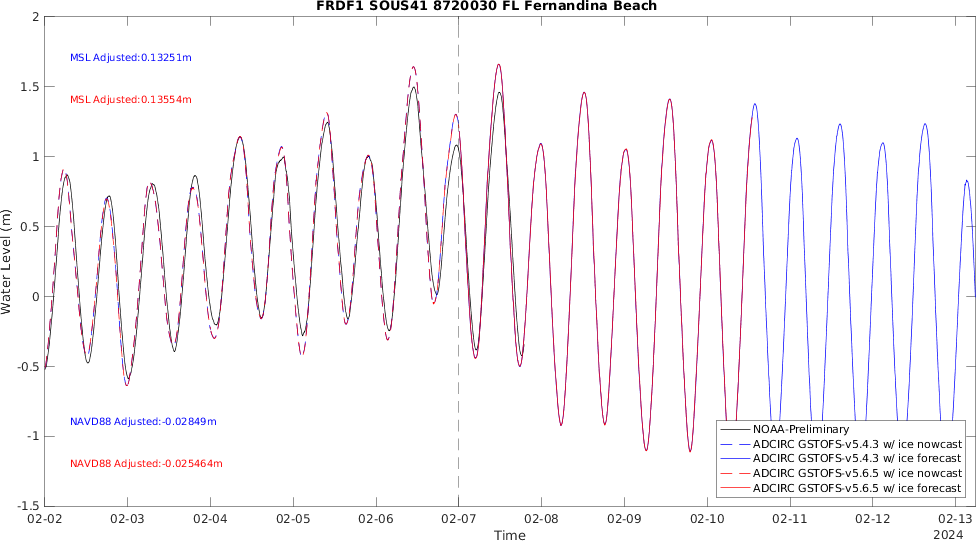 FRDF1 SOUS41 8720030 FL Fernandina Beach
2
1.5
1
0.5
0
-0.5
-1
-1.5
Water Level (m)
MSL Adjusted:0.13251m
MSL Adjusted:0.13554m
NAVD88 Adjusted:-0.02849m
NAVD88 Adjusted:-0.025464m
NOAA-Preliminary
ADCIRC GSTOFS-v5.4.3 w/ ice nowcast
ADCIRC GSTOFS-v5.4.3 w/ ice forecast
ADCIRC GSTOFS-v5.6.5 w/ ice nowcast
ADCIRC GSTOFS-v5.6.5 w/ ice forecast
02-02 02-03 02-04 02-05 02-06 02-07 02-08 02-09 02-10 02-11 02-12 02-13
Time
2024